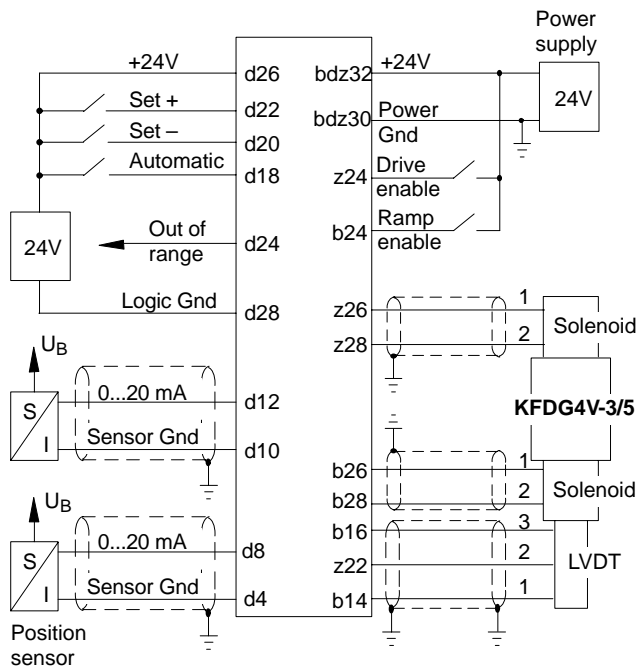 Power
supply
24V
+24V
d26
bdz32
+24V
Set +
d22
Set –
d20
bdz30
Power
Gnd
Automatic
d18
z24
Drive
enable
24V
Out of
range
d24
b24
Ramp
enable
Logic Gnd
d28
z26
1
z28
2
Solenoid
UB
S
I
0...20 mA
d12
Sensor Gnd
d10
KFDG4V-3/5
b26
1
b28
2
Solenoid
UB
S
I
0...20 mA
d8
Sensor Gnd
d4
b16
3
z22
2
b14
1
LVDT
Position
sensor